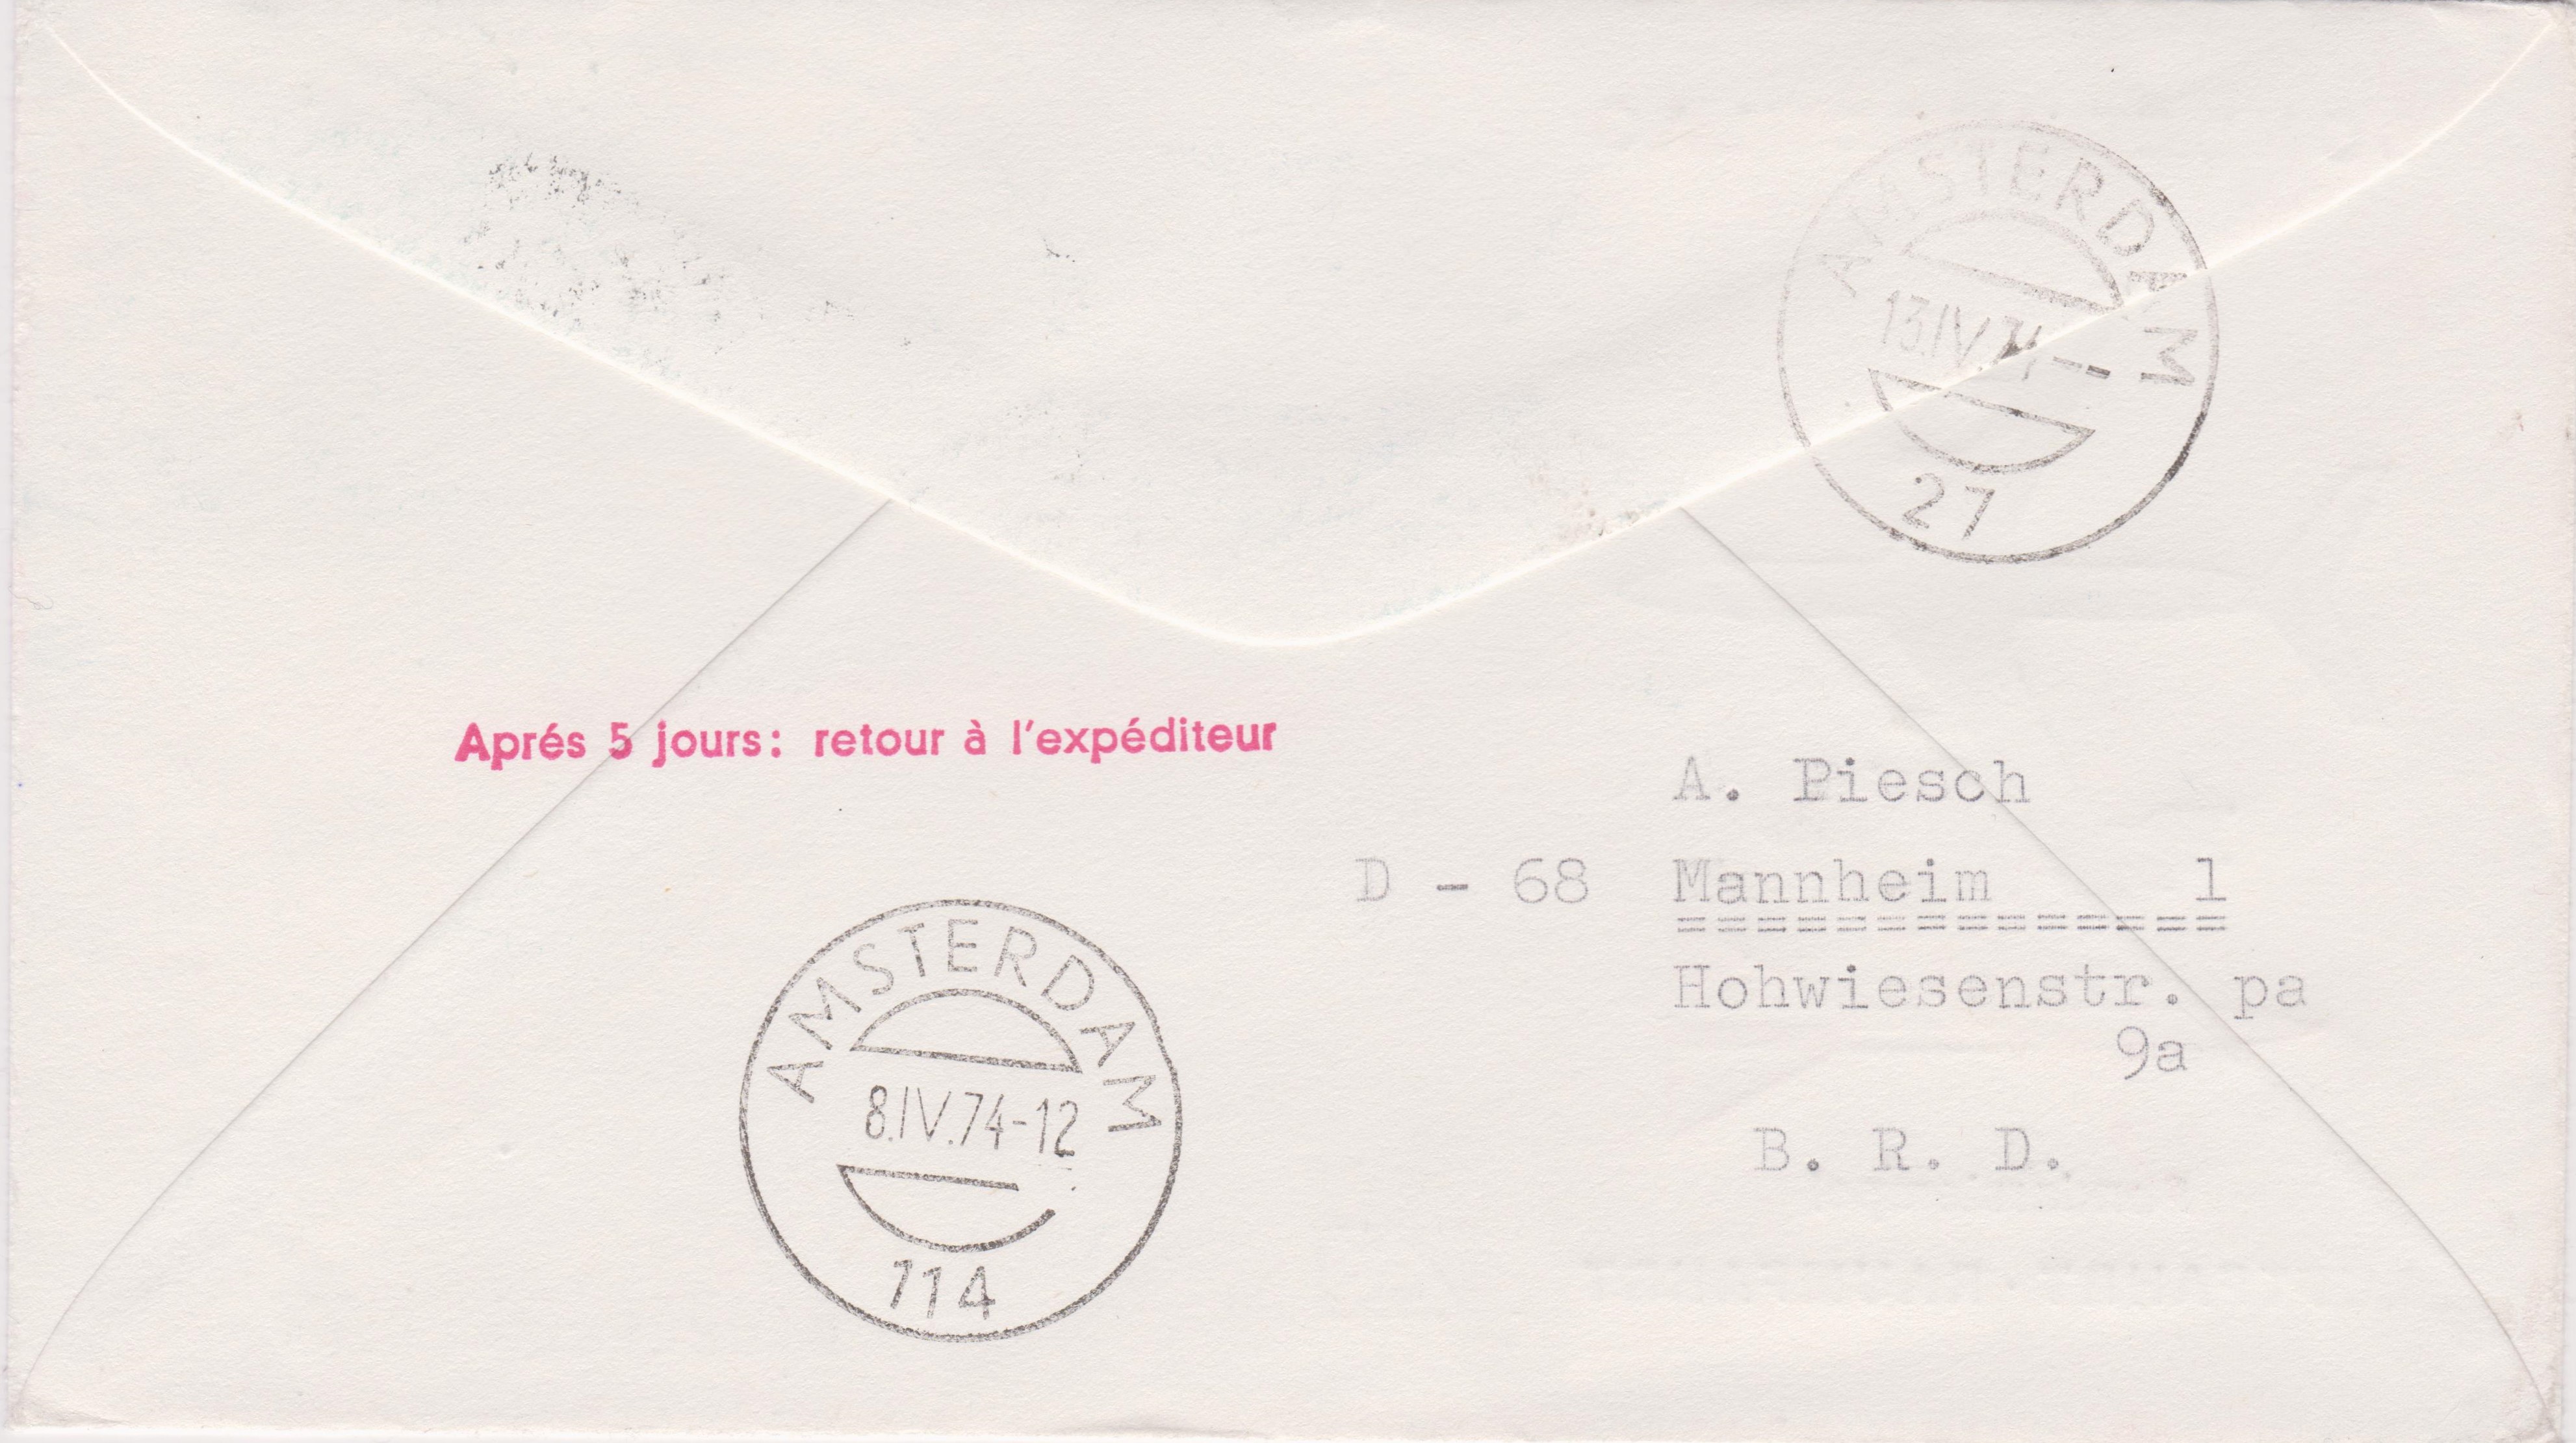 AMSTERDAM
13.IV.74-
27
Aprés 5 jours: retour à l'expéditeur
A. Piesch
D - 68 Mannheim 1
==============
Hohwiesenstr. pa
9a
B. R. D.
AMSTERDAM
8.IV.74-12
114